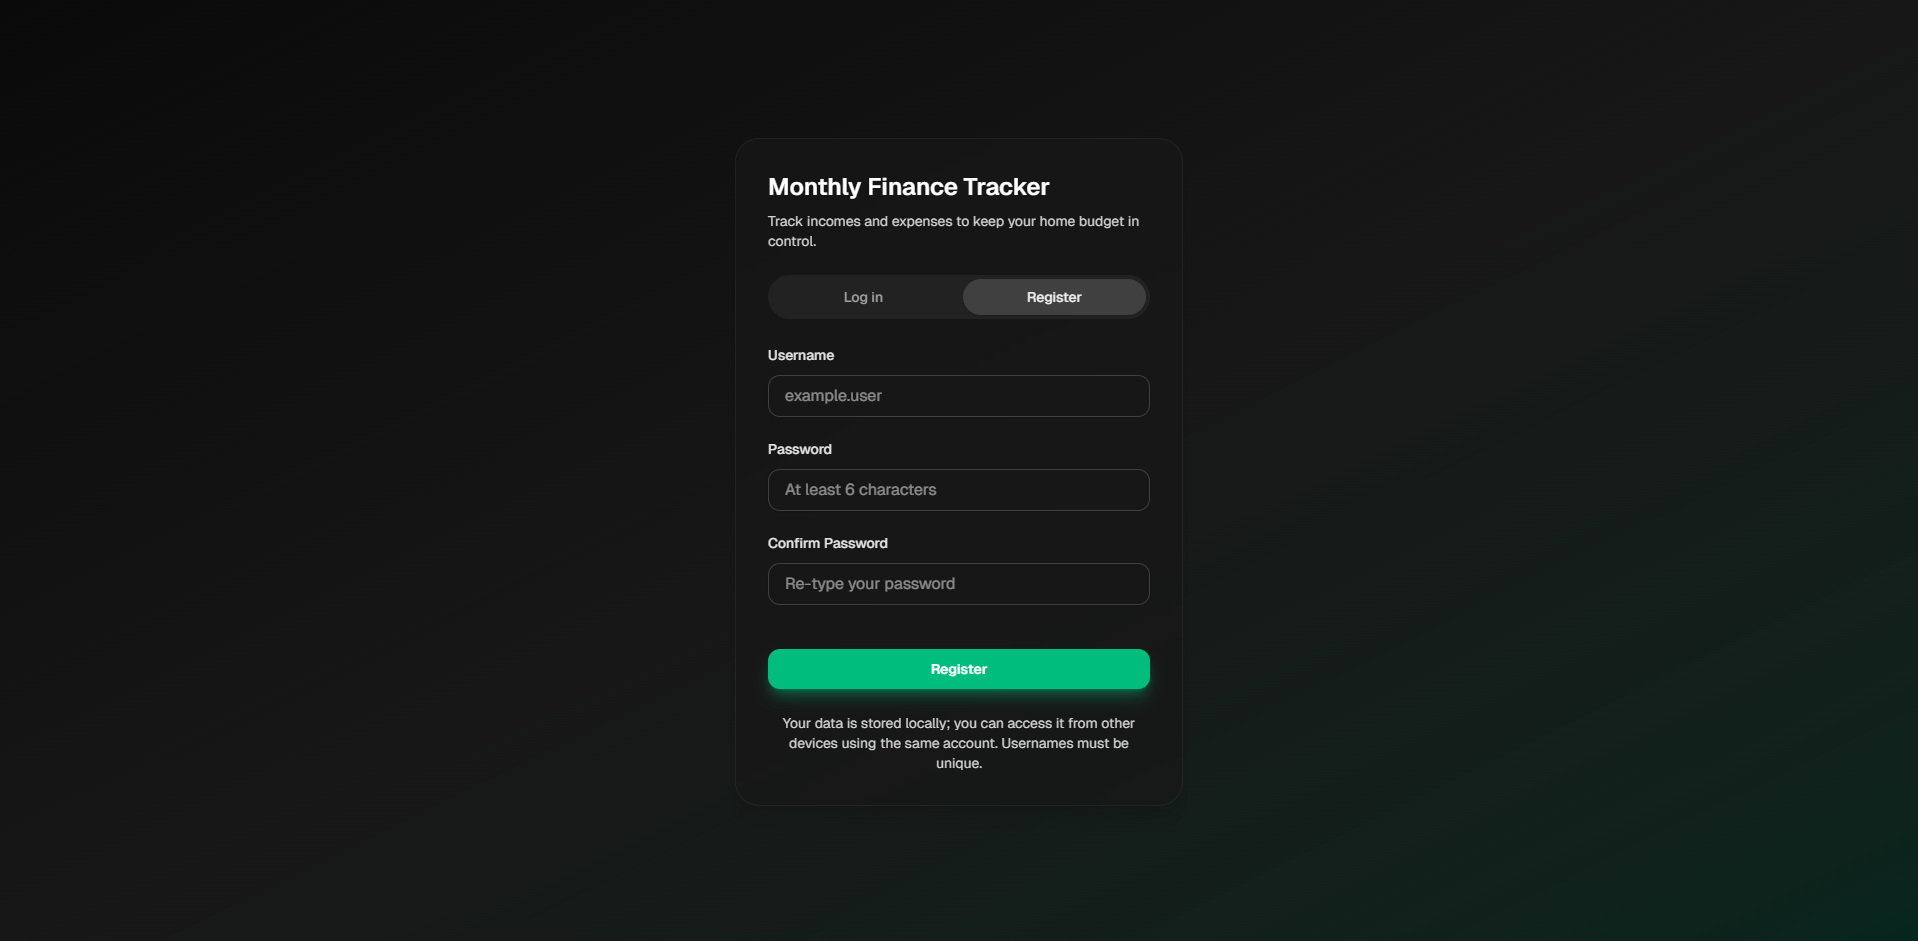 Monthly Finance Tracker
Track incomes and expenses to keep your home budget in
control.
Log in
Register
Username
example.user
Password
At least 6 characters
Confirm Password
Re-type your password
Register
Your data is stored locally; you can access it from other
devices using the same account. Usernames must be
unique.